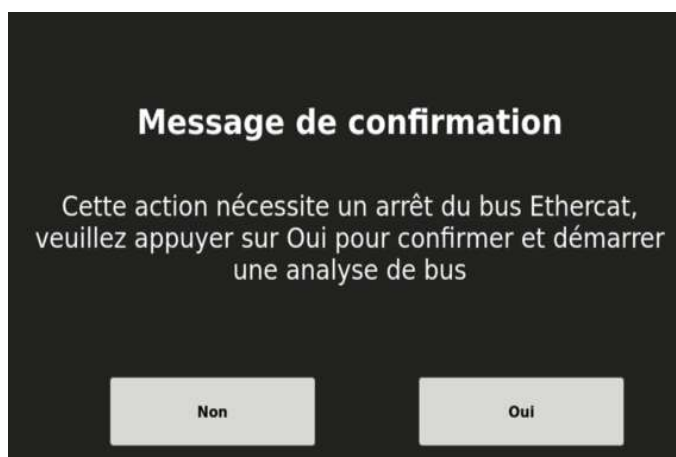 Message de confirmation
Cette action nécessite un arrêt du bus Ethercat,
veuillez appuyer sur Oui pour confirmer et démarrer
une analyse de bus
Non
Oui